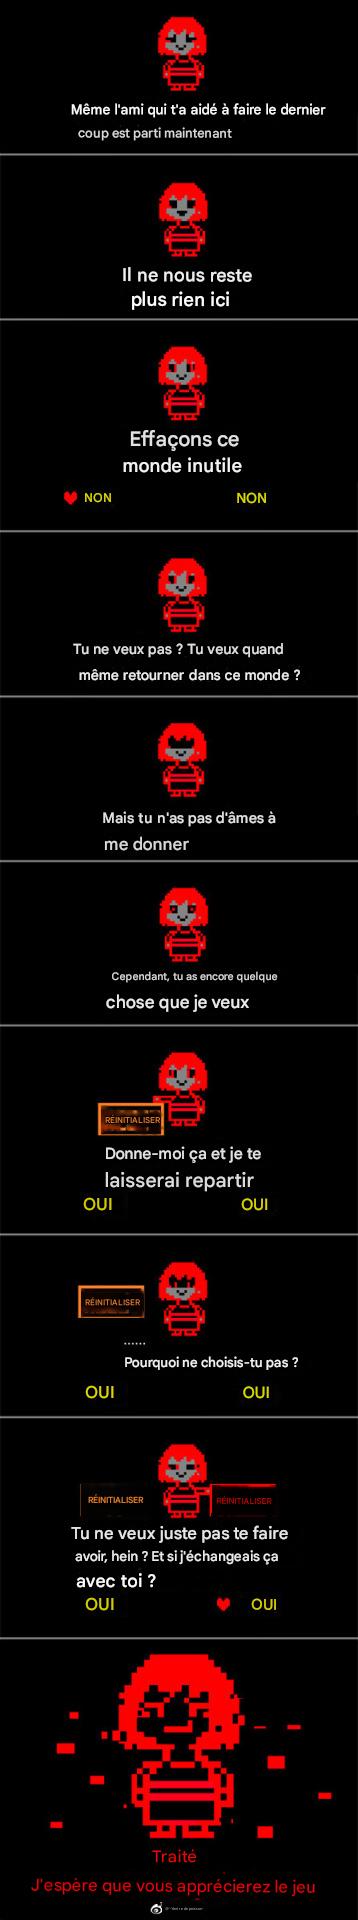 Même l'ami qui t'a aidé à faire le dernier
coup est parti maintenant
Il ne nous reste
plus rien ici
Effaçons ce
monde inutile
NON NON
Tu ne veux pas ? Tu veux quand
même retourner dans ce monde ?
Mais tu n'as pas d'âmes à
me donner
Cependant, tu as encore quelque
chose que je veux
RÉINITIALISER
Donne-moi ça et je te
laisserai repartir
OUI OUI
RÉINITIALISER
......
Pourquoi ne choisis-tu pas ?
OUI OUI
RÉINITIALISER RÉINITIALISER
Tu ne veux juste pas te faire
avoir, hein ? Et si j'échangeais ça
avec toi ?
OUI OUI
Traité
J'espère que vous apprécierez le jeu